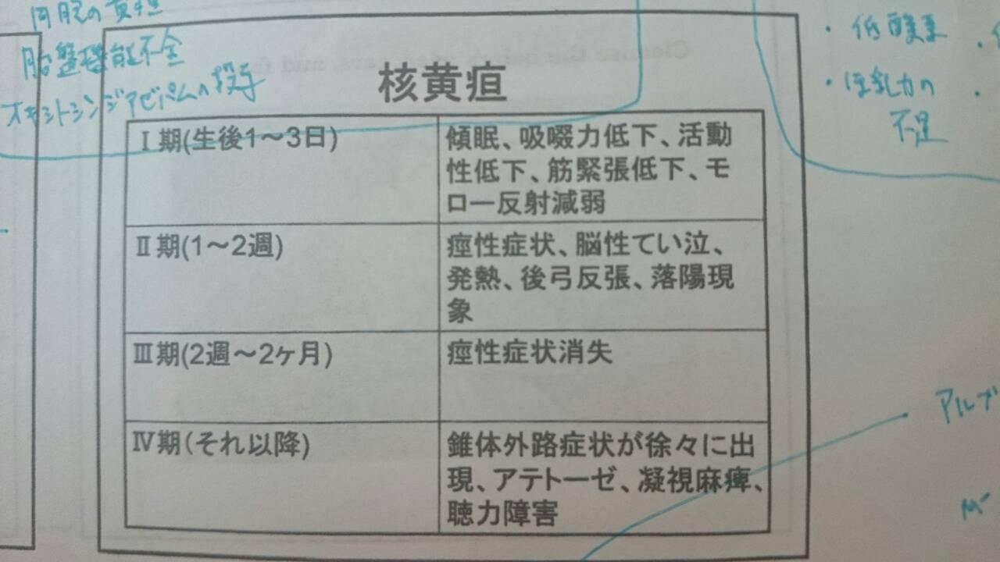 胎盤機能不全
オキシトシンジアゼパムの投与
・低酸素
・哺乳力の
不足
核黄疸
Ⅰ期(生後1～3日)
傾眠、吸啜力低下、活動
性低下、筋緊張低下、モ
ロー反射減弱
Ⅱ期(1～2週)
痙性症状、脳性てい泣、
発熱、後弓反張、落陽現
象
Ⅲ期(2週～2ヶ月)
痙性症状消失
Ⅳ期(それ以降)
錐体外路症状が徐々に出
現、アテトーゼ、凝視麻痺、
聴力障害
アルブ